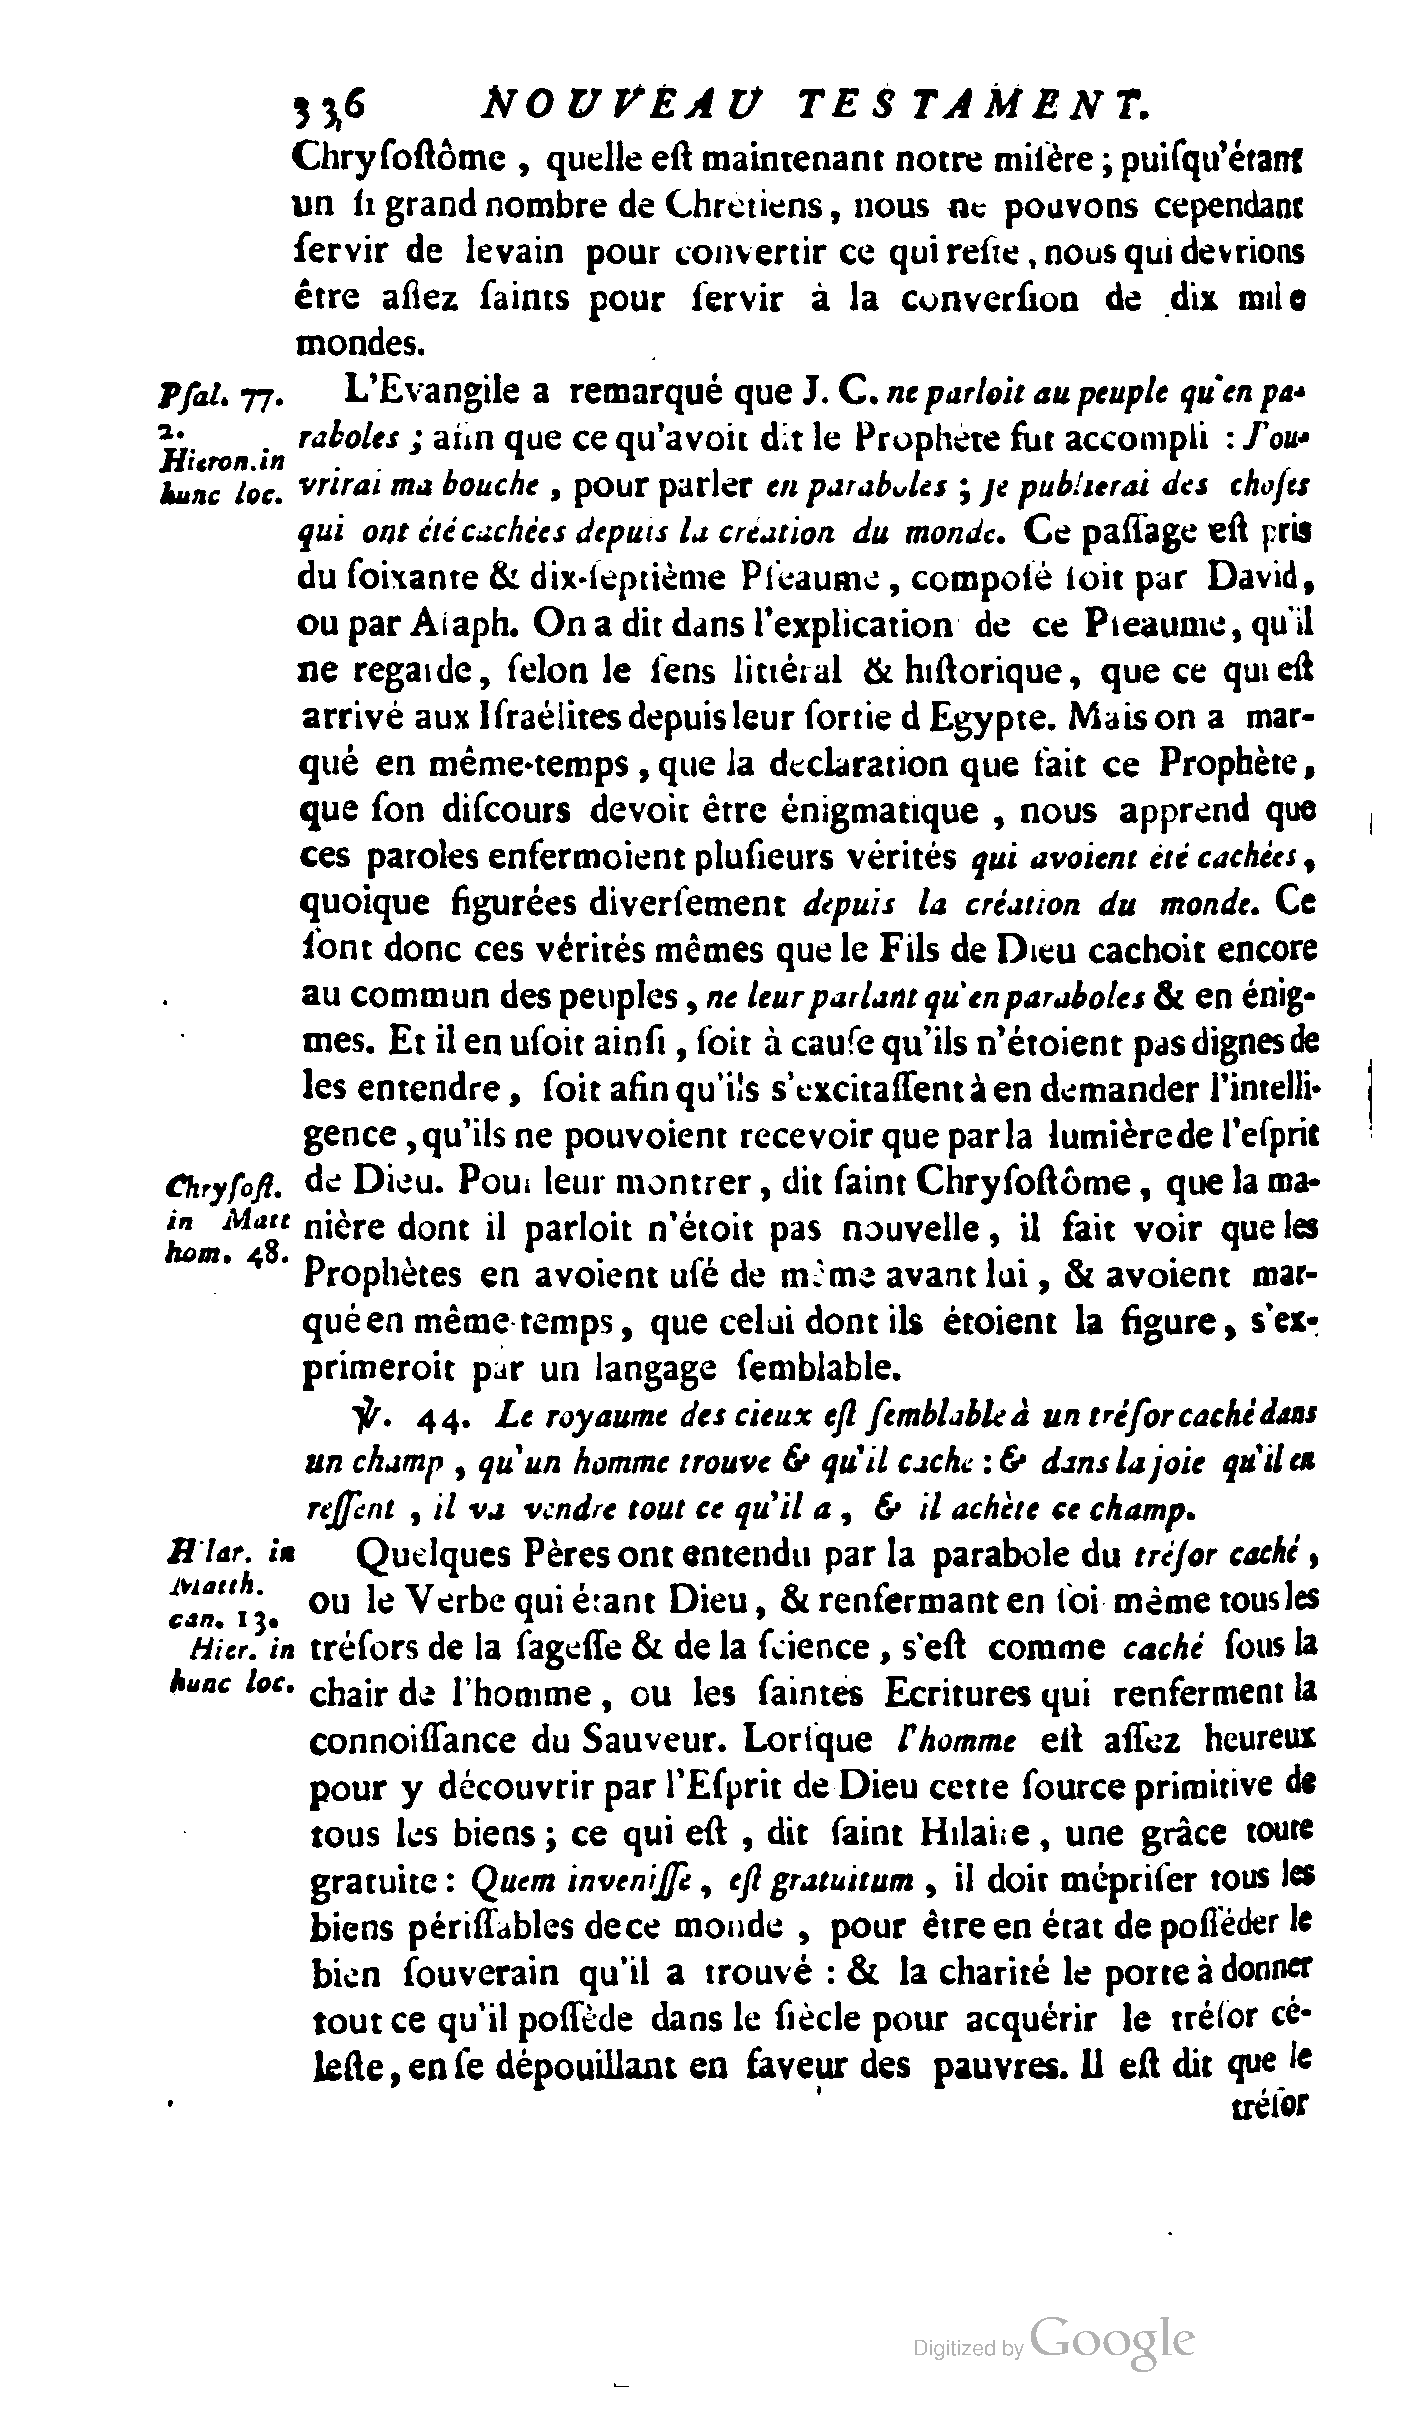 336 NOUVEAU TESTAMENT.
Chryſoſtôme , quelle eſt maintenant notre miſère ; puiſqu'étant
un ſi grand nombre de Chrétiens, nous ne pouvons cependant
ſervir de levain pour convertir ce qui reſte, nous qui devrions
être aſſez ſaints pour ſervir à la converſion de dix mile
mondes.
Pſal. 77.
2.
Hieron. in
hunc loc.
L'Evangile a remarqué que J. C. ne parloit au peuple qu'en pa-
raboles ; afin que ce qu'avoit dit le Prophète fut accompli : J'ou-
vrirai ma bouche , pour parler en paraboles ; je publierai des choſes
qui ont été cachées depuis la création du monde. Ce paſſage eſt pris
du ſoixante & dix-ſeptième Pſeaume , compoſé ſoit par David,
ou par Aſaph. On a dit dans l'explication de ce Pſeaume, qu'il
ne regarde, ſelon le ſens littéral & hiſtorique, que ce qui eſt
arrivé aux Iſraélites depuis leur ſortie d Egypte. Mais on a mar-
qué en même-temps , que la déclaration que fait ce Prophète,
que ſon diſcours devoit être énigmatique , nous apprend que
ces paroles enfermoient pluſieurs vérités qui avoient été cachées,
quoique figurées diverſement depuis la création du monde. Ce
ſont donc ces vérités mêmes que le Fils de Dieu cachoit encore
au commun des peuples , ne leur parlant qu'en paraboles & en énig-
mes. Et il en uſoit ainſi , ſoit à cauſe qu'ils n'étoient pas dignes de
les entendre , ſoit afin qu'ils s'excitaſſent à en demander l'intelli-
gence , qu'ils ne pouvoient recevoir que par la lumière de l'eſprit
Chryſoſt.
in Matt
hom. 48.
de Dieu. Pour leur montrer , dit ſaint Chryſoſtôme , que la ma-
nière dont il parloit n'étoit pas nouvelle, il fait voir que les
Prophètes en avoient uſé de même avant lui , & avoient mar-
qué en même-temps, que celui dont ils étoient la figure, s'ex-
primeroit par un langage ſemblable.
℣. 44. Le royaume des cieux eſt ſemblable à un tréſor caché dans
un champ , qu'un homme trouve & qu'il cache : & dans la joie qu'il en
reſſent , il va vendre tout ce qu'il a , & il achète ce champ.
Hilar. in
Matth.
can. 13.
Hier. in
hunc loc.
Quelques Pères ont entendu par la parabole du tréſor caché ,
ou le Verbe qui étant Dieu, & renfermant en ſoi même tous les
tréſors de la ſageſſe & de la ſcience , s'eſt comme caché ſous la
chair de l'homme , ou les ſaintes Ecritures qui renferment la
connoiſſance du Sauveur. Lorſque l'homme eſt aſſez heureux
pour y découvrir par l'Eſprit de Dieu cette ſource primitive de
tous les biens ; ce qui eſt , dit ſaint Hilaire , une grâce toute
gratuite : Quem inveniſſe , eſt gratuitum , il doit mépriſer tous les
biens périſſables de ce monde , pour être en état de poſſéder le
bien ſouverain qu'il a trouvé : & la charité le porte à donner
tout ce qu'il poſſède dans le ſiècle pour acquérir le tréſor cé-
leſte, en ſe dépouillant en faveur des pauvres. Il eſt dit que le
tréſor
Digitized by Google